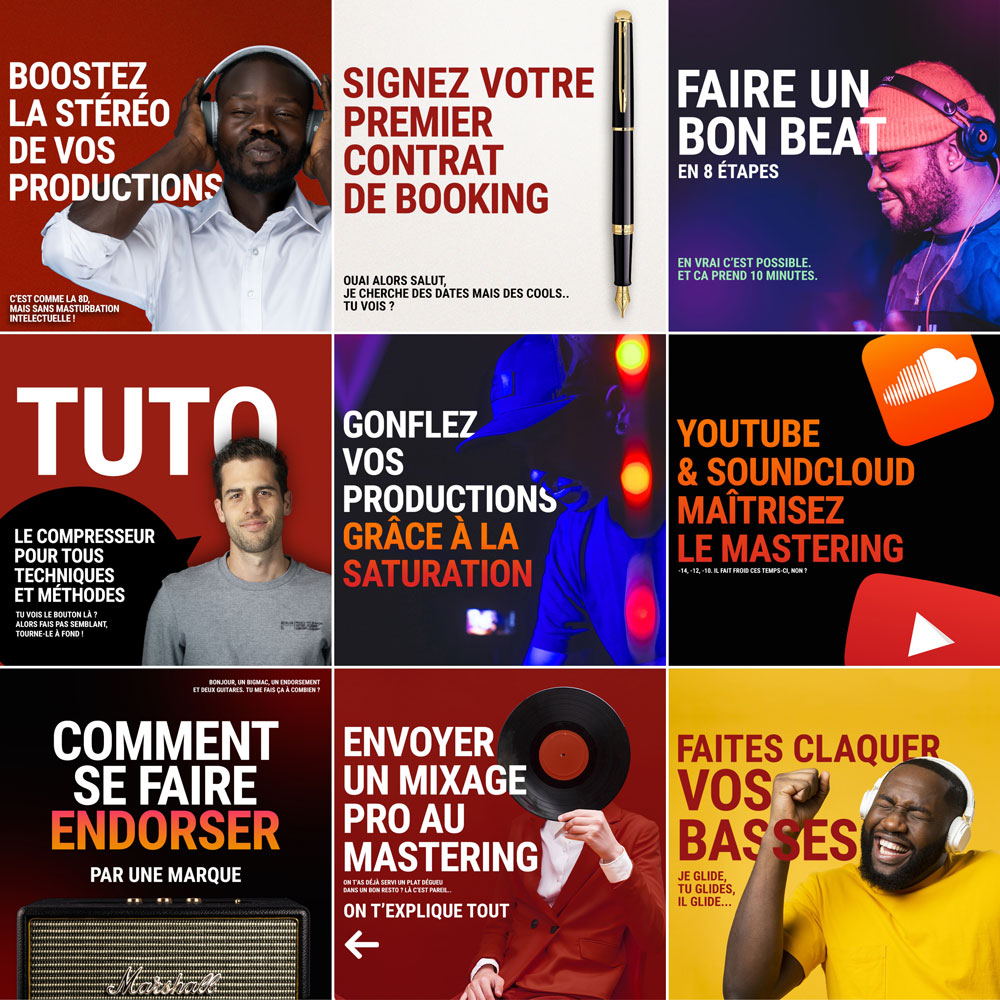 BOOSTEZ
LA STÉRÉO
DE VOS
PRODUCTIONS
C'EST COMME LA 8D,
MAIS SANS MASTURBATION
INTELECTUELLE !
SIGNEZ VOTRE
PREMIER
CONTRAT
DE BOOKING
OUAI ALORS SALUT,
JE CHERCHE DES DATES MAIS DES COOLS..
TU VOIS ?
FAIRE UN
BON BEAT
EN 8 ÉTAPES
EN VRAI C'EST POSSIBLE.
ET CA PREND 10 MINUTES.
TUTO
LE COMPRESSEUR
POUR TOUS
TECHNIQUES
ET MÉTHODES
TU VOIS LE BOUTON LÀ ?
ALORS FAIS PAS SEMBLANT,
TOURNE-LE À FOND !
GONFLEZ
VOS
PRODUCTIONS
GRÂCE À LA
SATURATION
YOUTUBE
& SOUNDCLOUD
MAÎTRISEZ
LE MASTERING
-14, -12, -10. IL FAIT FROID CES TEMPS-CI, NON ?
BONJOUR, UN BIGMAC, UN ENDORSEMENT
ET DEUX GUITARES. TU ME FAIS ÇA À COMBIEN ?
COMMENT
SE FAIRE
ENDORSER
PAR UNE MARQUE
Marshall
ENVOYER
UN MIXAGE
PRO AU
MASTERING
ON T'AS DÉJÀ SERVI UN PLAT DÉGUEU
DANS UN BON RESTO ? LÀ C'EST PAREIL..
ON T'EXPLIQUE TOUT
FAITES CLAQUER
VOS
BASSES
JE GLIDE,
TU GLIDES,
IL GLIDE...